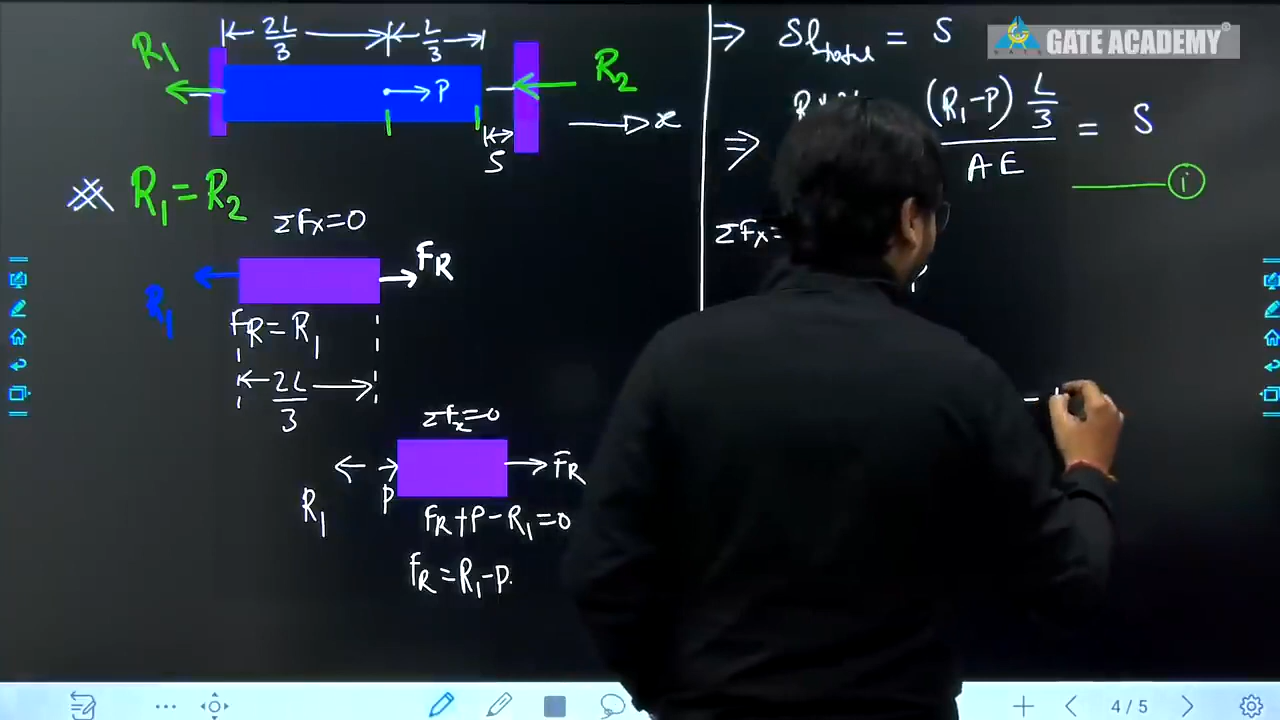 2L/3 L/3
R1 P R2
S x
R1 = R2
ΣFx=0
R1 FR
FR = R1
2L/3
Σfx=0
R1 P FR
FR+P-R1=0
FR = R1-P.
⇒ Sltotal = S
GATE ACADEMY
⇒ (R1-P) L/3 / AE = S
i
ΣFx=
4 / 5